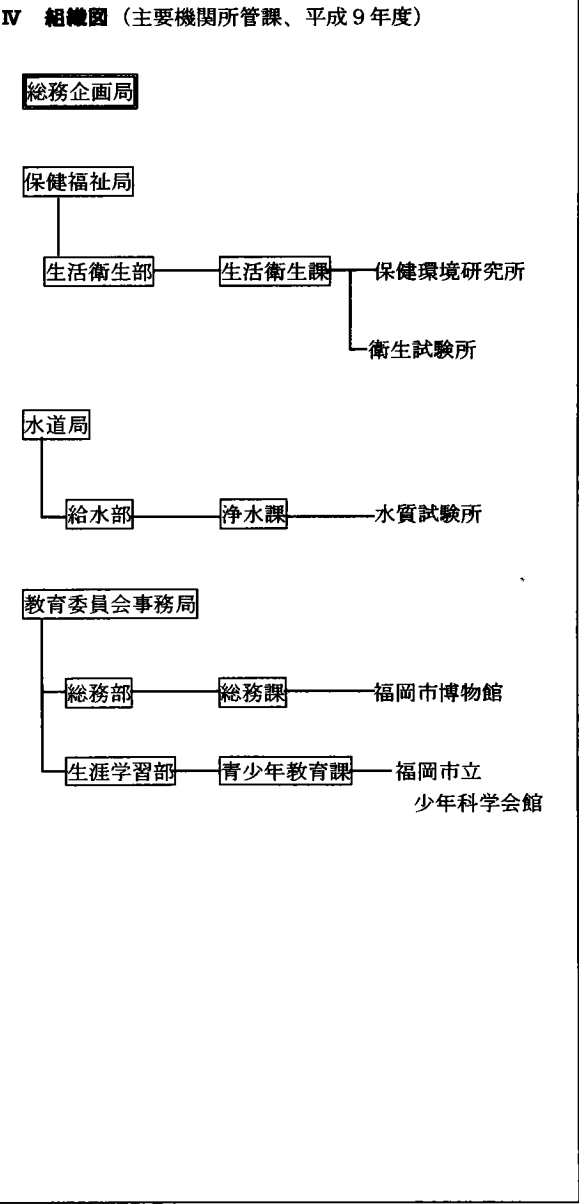 Ⅳ 組織図（主要機関所管課、平成９年度）
総務企画局
保健福祉局
生活衛生部 生活衛生課 保健環境研究所
衛生試験所
水道局
給水部 浄水課 水質試験所
教育委員会事務局
総務部 総務課 福岡市博物館
生涯学習部 青少年教育課 福岡市立
少年科学会館